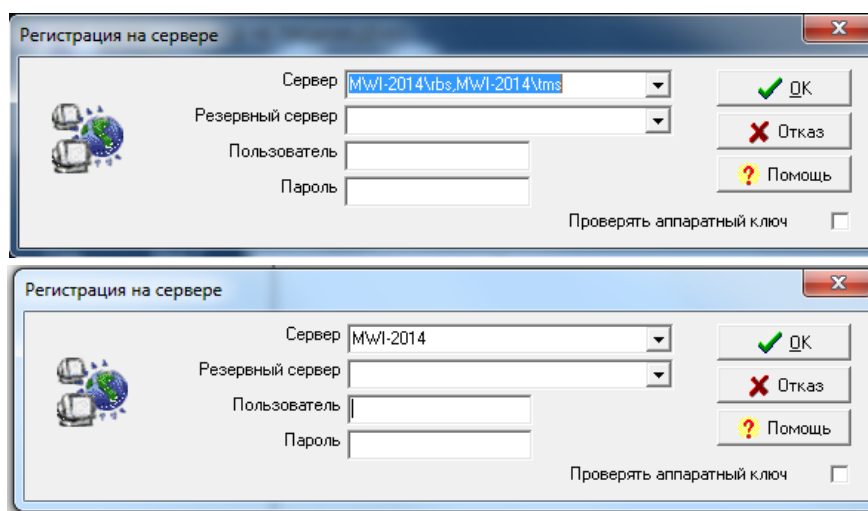 Регистрация на сервере
Сервер MWI-2014\rbs,MWI-2014\tms
OK
Резервный сервер
Отказ
Пользователь
Помощь
Пароль
Проверять аппаратный ключ
Регистрация на сервере
Сервер MWI-2014
OK
Резервный сервер
Отказ
Пользователь
Помощь
Пароль
Проверять аппаратный ключ